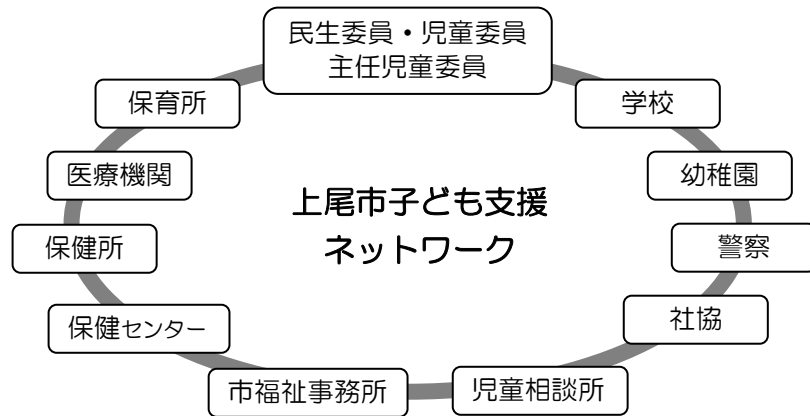 民生委員・児童委員
主任児童委員
保育所
学校
医療機関
幼稚園
上尾市子ども支援
ネットワーク
保健所
警察
保健センター
社協
市福祉事務所
児童相談所